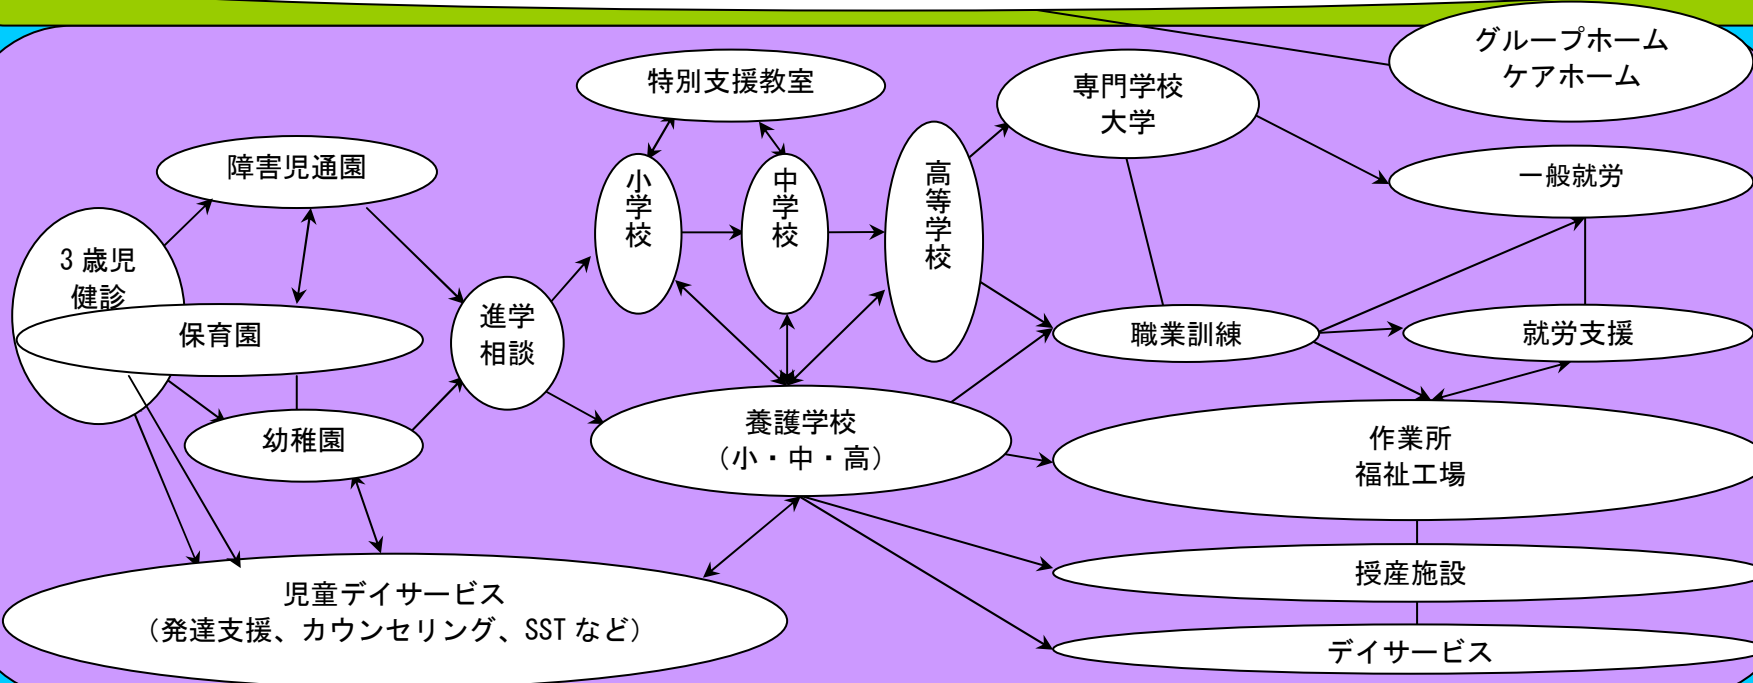 グループホーム
ケアホーム
特別支援教室
専門学校
大学
障害児通園
小学校
中学校
高等学校
一般就労
3歳児
健診
保育園
進学
相談
職業訓練
就労支援
幼稚園
養護学校
（小・中・高）
作業所
福祉工場
児童デイサービス
（発達支援、カウンセリング、SSTなど）
授産施設
デイサービス